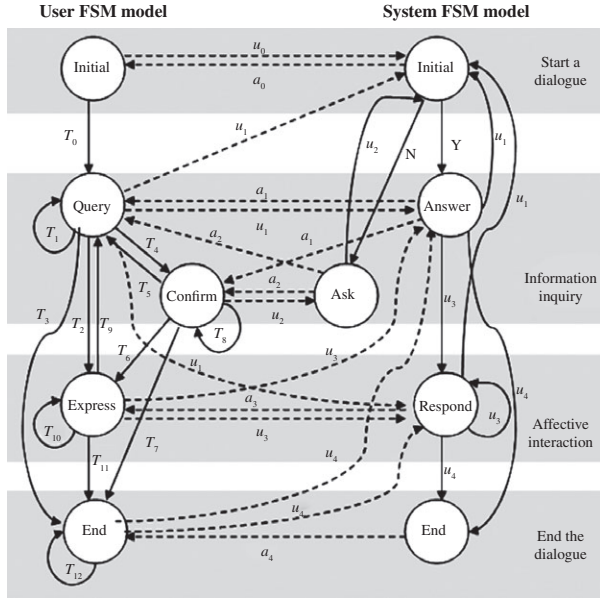 User FSM model
System FSM model
Initial
u0
a0
Initial
Start a
dialogue
T0
u1
u2
N
Y
u1
u1
Query
a1
u1
Answer
T1
T4
a2
a1
T5
Confirm
a2
u2
Ask
Information
inquiry
T3
T2
T9
T8
u3
u3
T6
u1
u4
Express
a3
u3
Respond
u3
Affective
interaction
T10
T11
T7
u4
u4
End
u4
a4
End
End the
dialogue
T12